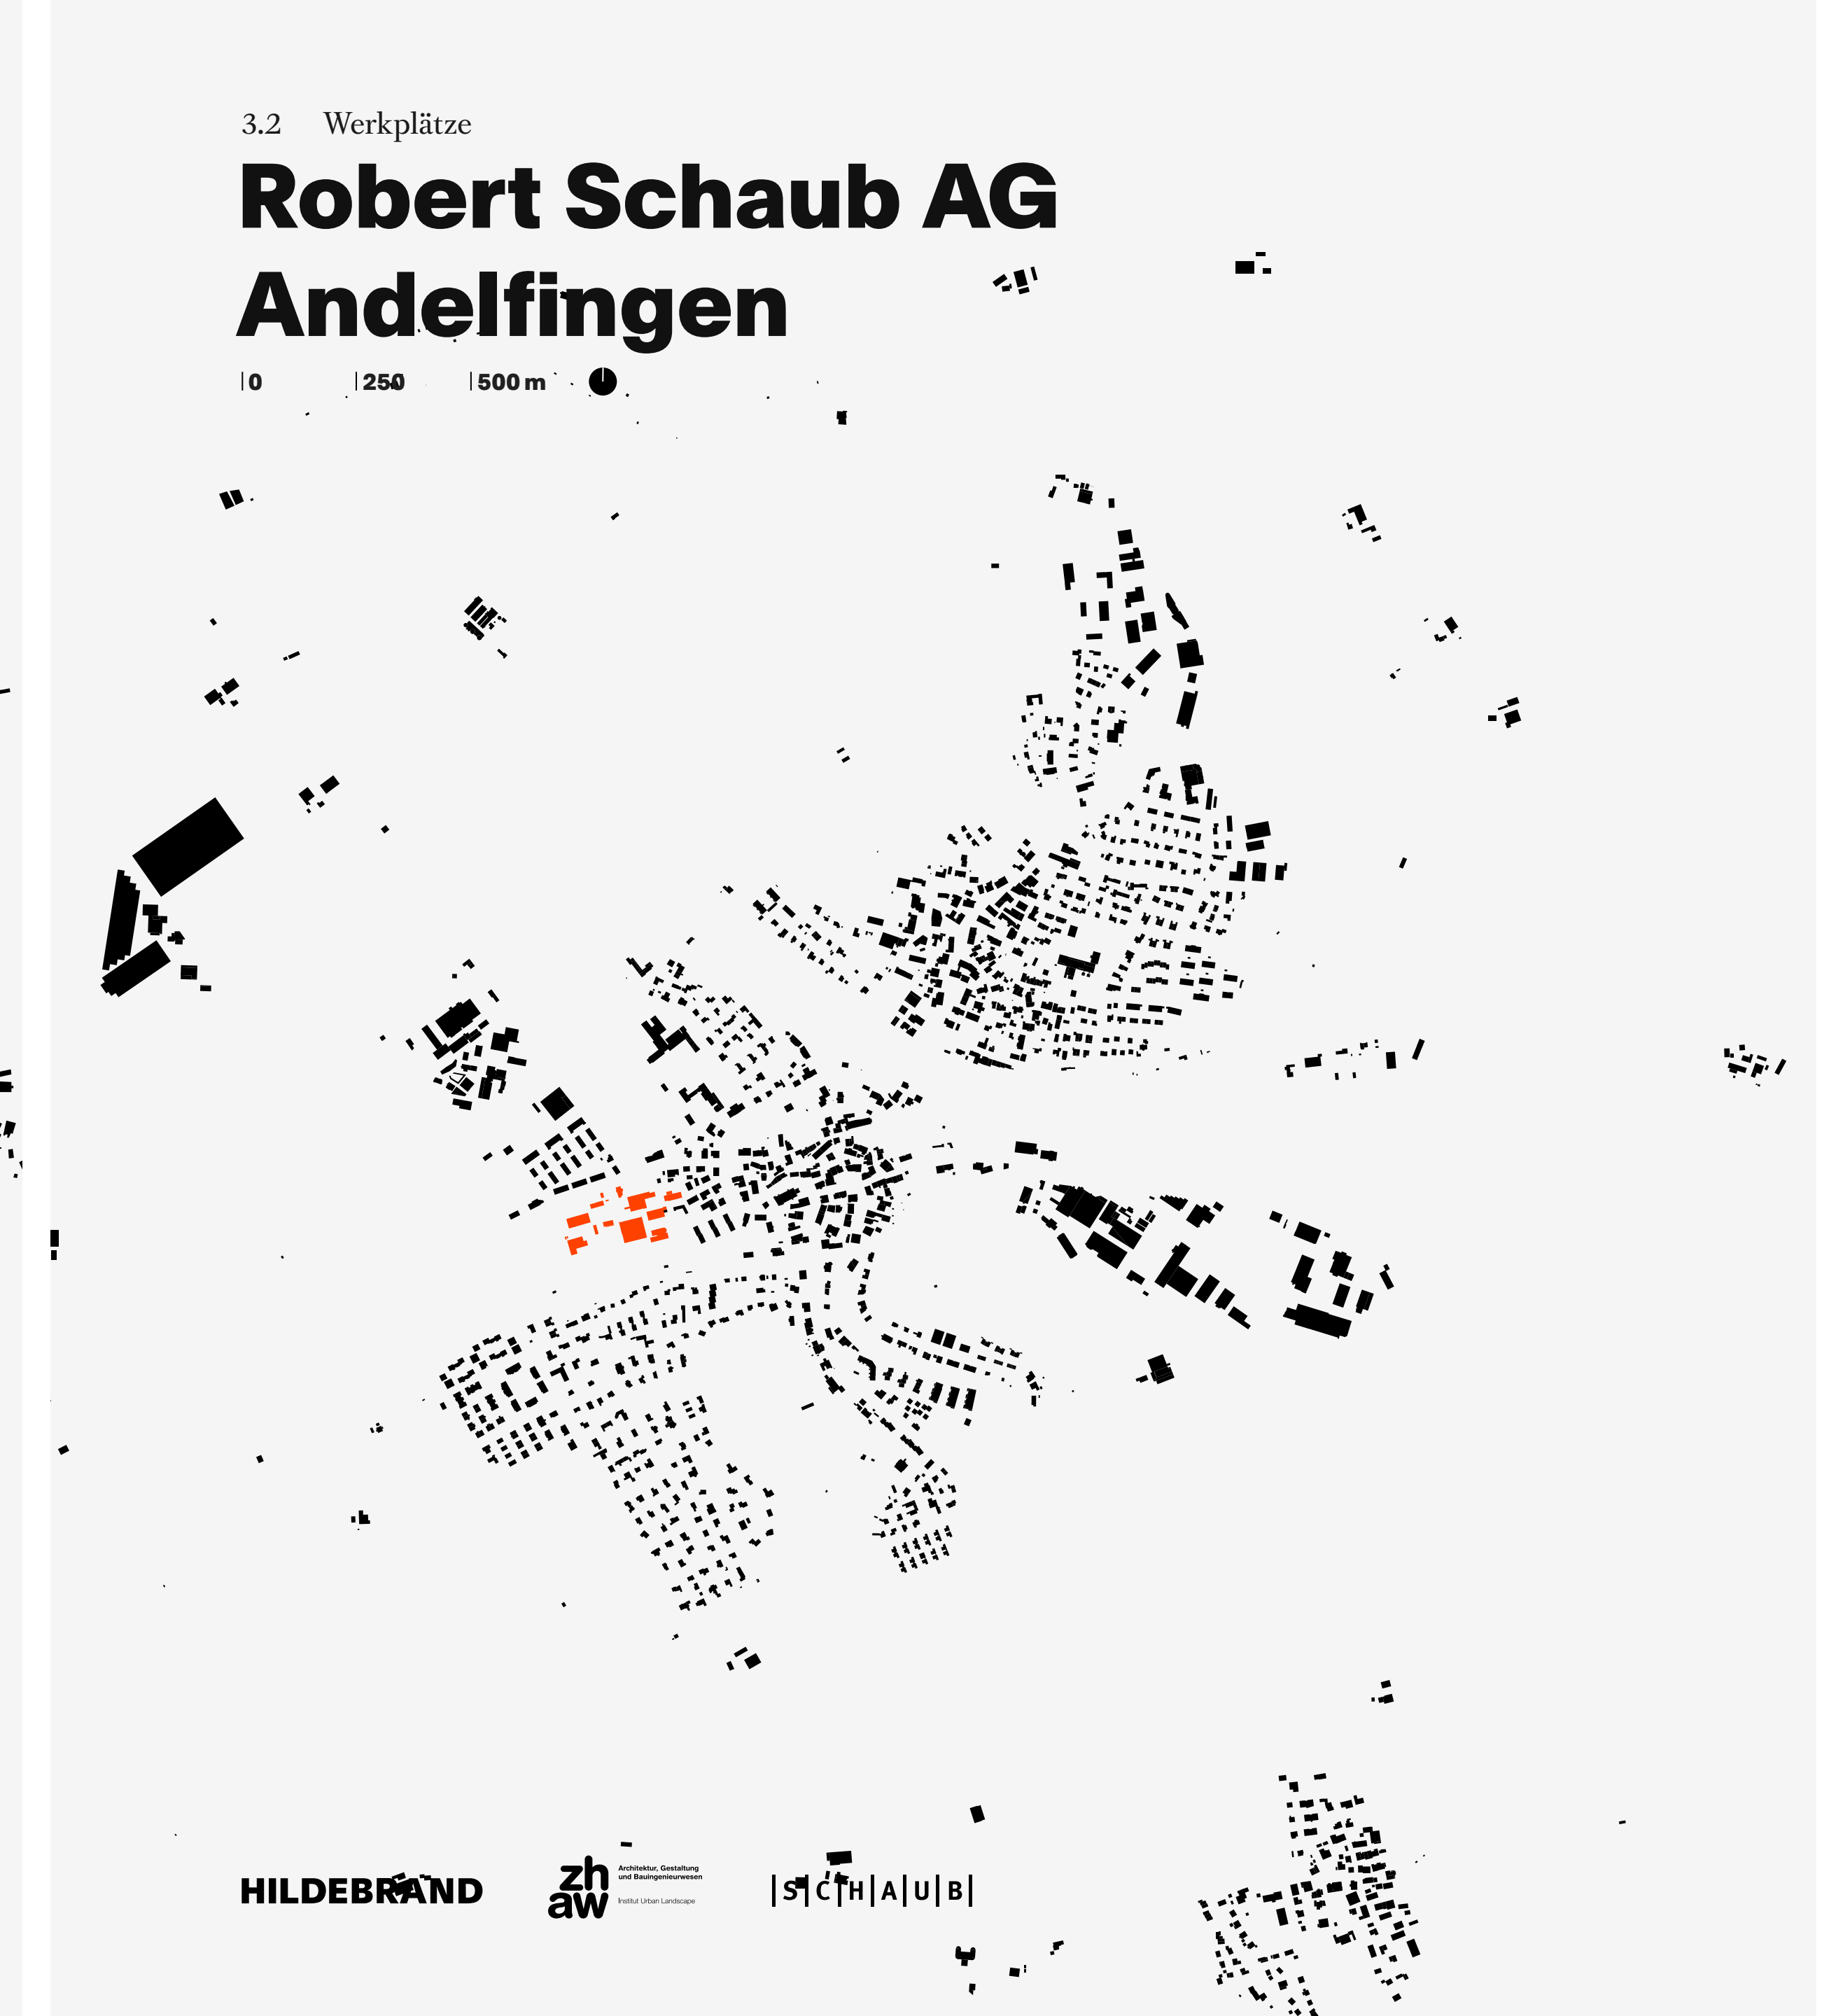 3.2 Werkplätze
Robert Schaub AG
Andelfingen
0 250 500 m
HILDEBRAND
zh
aw
Architektur, Gestaltung
und Bauingenieurwesen
Institut Urban Landscape
|S|C|H|A|U|B|